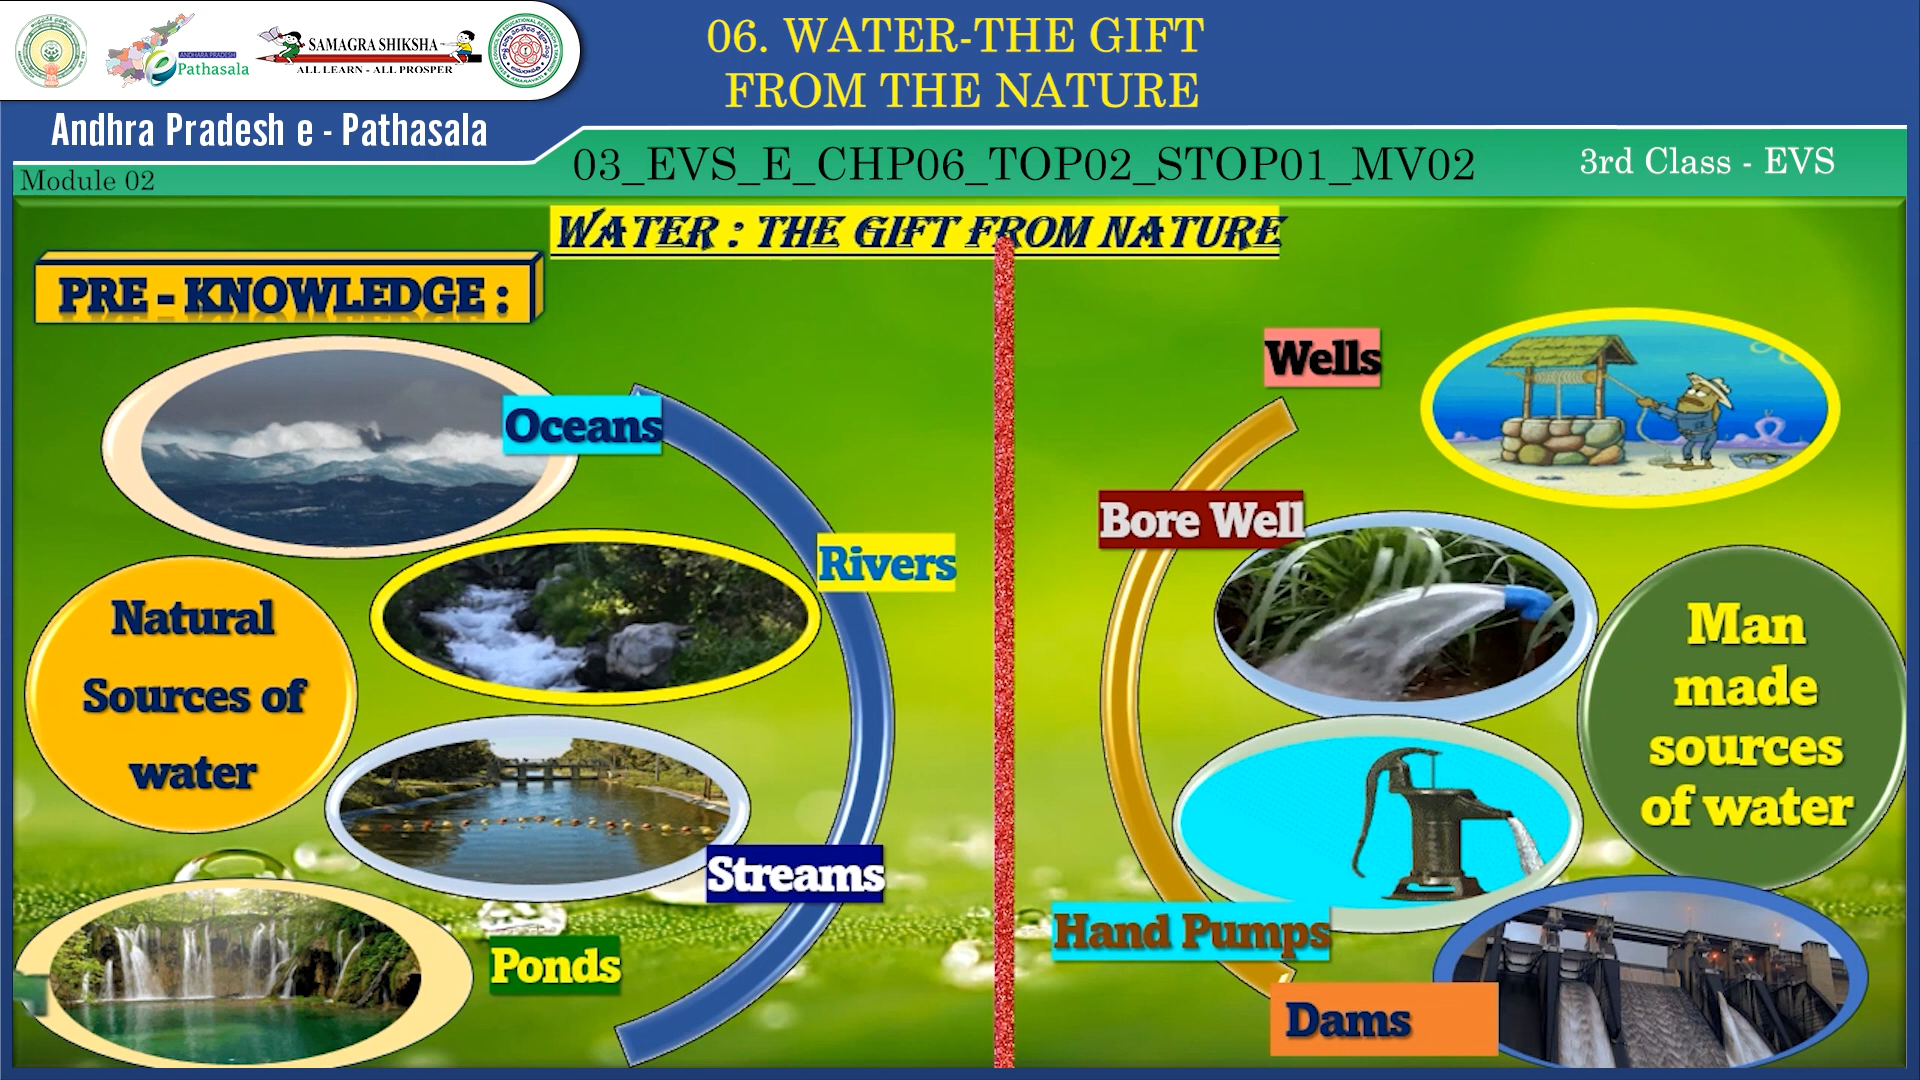 ANDHRA PRADESH
e Pathasala
SAMAGRA SHIKSHA
ALL LEARN - ALL PROSPER
Andhra Pradesh e - Pathasala
06. WATER-THE GIFT
FROM THE NATURE
Module 02
03_EVS_E_CHP06_TOP02_STOP01_MV02
3rd Class - EVS
WATER : THE GIFT FROM NATURE
PRE - KNOWLEDGE :
Oceans
Rivers
Natural
Sources of
water
Streams
Ponds
Wells
Bore Well
Man
made
sources
of water
Hand Pumps
Dams